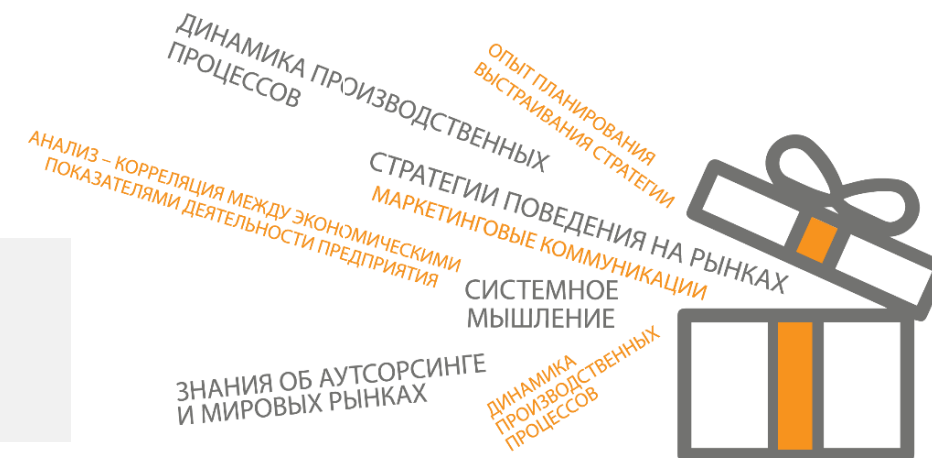 ДИНАМИКА ПРОИЗВОДСТВЕННЫХ
ПРОЦЕССОВ
ОПЫТ ПЛАНИРОВАНИЯ
ВЫСТРАИВАНИЯ СТРАТЕГИИ
АНАЛИЗ – КОРРЕЛЯЦИЯ МЕЖДУ ЭКОНОМИЧЕСКИМИ
ПОКАЗАТЕЛЯМИ ДЕЯТЕЛЬНОСТИ ПРЕДПРИЯТИЯ
СТРАТЕГИИ ПОВЕДЕНИЯ НА РЫНКАХ
МАРКЕТИНГОВЫЕ КОММУНИКАЦИИ
СИСТЕМНОЕ
МЫШЛЕНИЕ
ЗНАНИЯ ОБ АУТСОРСИНГЕ
И МИРОВЫХ РЫНКАХ
ДИНАМИКА
ПРОИЗВОДСТВЕННЫХ
ПРОЦЕССОВ